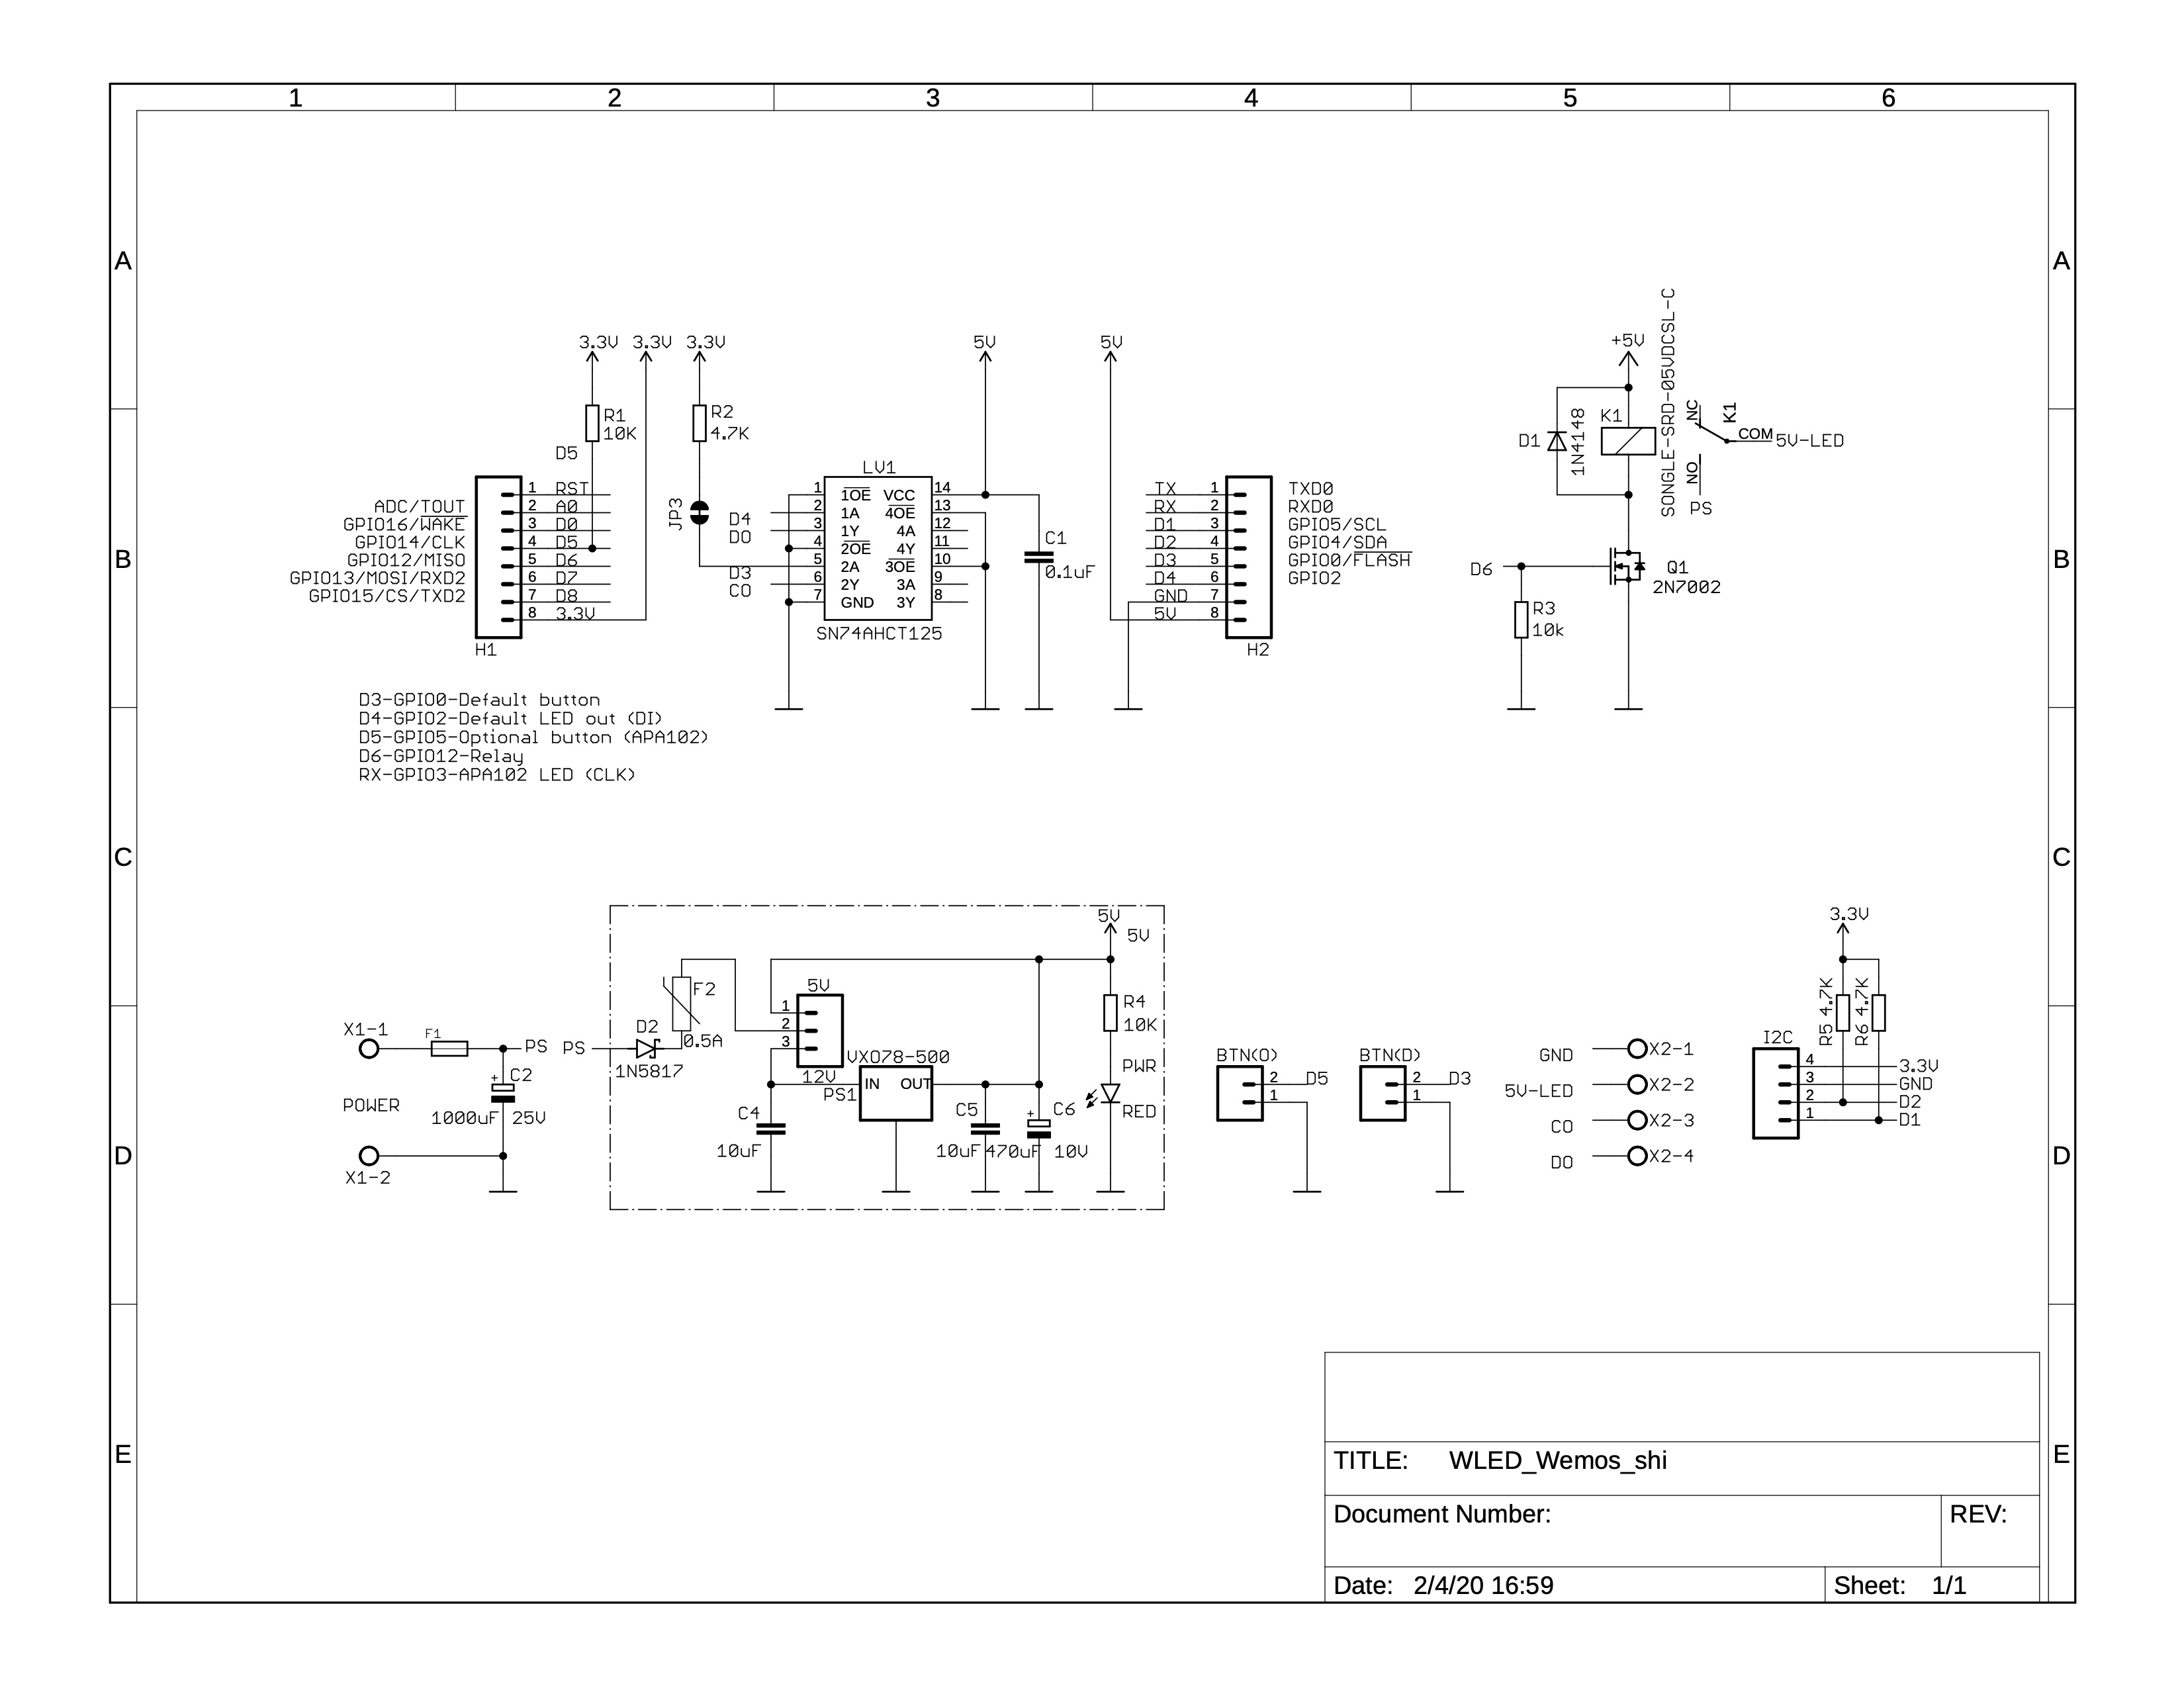 1 2 3 4 5 6
A A
B B
C C
D D
E E
3.3V 3.3V 3.3V
R1
10K
R2
4.7K
D5
JP3
ADC/TOUT
GPIO16/WAKE
GPIO14/CLK
GPIO12/MISO
GPIO13/MOSI/RXD2
GPIO15/CS/TXD2
1 RST
2 A0
3 D0
4 D5
5 D6
6 D7
7 D8
8 3.3V
H1
D4
DO
D3
CO
LV1
1 1OE VCC 14
2 1A 4OE 13
3 1Y 4A 12
4 2OE 4Y 11
5 2A 3OE 10
6 2Y 3A 9
7 GND 3Y 8
SN74AHCT125
5V
C1
0.1uF
5V
TX 1 TXD0
RX 2 RXD0
D1 3 GPIO5/SCL
D2 4 GPIO4/SDA
D3 5 GPIO0/FLASH
D4 6 GPIO2
GND 7
5V 8
H2
+5V
D1
1N4148
K1
SONGLE-SRD-05VDCSL-C
NC
K1
COM 5V-LED
NO
PS
D6
Q1
2N7002
R3
10k
D3-GPIO0-Default button
D4-GPIO2-Default LED out (DI)
D5-GPIO5-Optional button (APA102)
D6-GPIO12-Relay
RX-GPIO3-APA102 LED (CLK)
X1-1
F1
PS
+
C2
1000uF 25V
POWER
X1-2
PS
D2
1N5817
F2
0.5A
5V
1
2
3
12V
VXO78-500
IN OUT
PS1
C4
10uF
C5
10uF
+
C6
470uF 10V
5V
5V
R4
10K
PWR
RED
BTN(O)
2 D5
1
BTN(D)
2 D3
1
GND X2-1
5V-LED X2-2
CO X2-3
DO X2-4
3.3V
R5 4.7K
R6 4.7K
I2C
4 3.3V
3 GND
2 D2
1 D1
TITLE: WLED_Wemos_shi
Document Number:
REV:
Date: 2/4/20 16:59
Sheet: 1/1